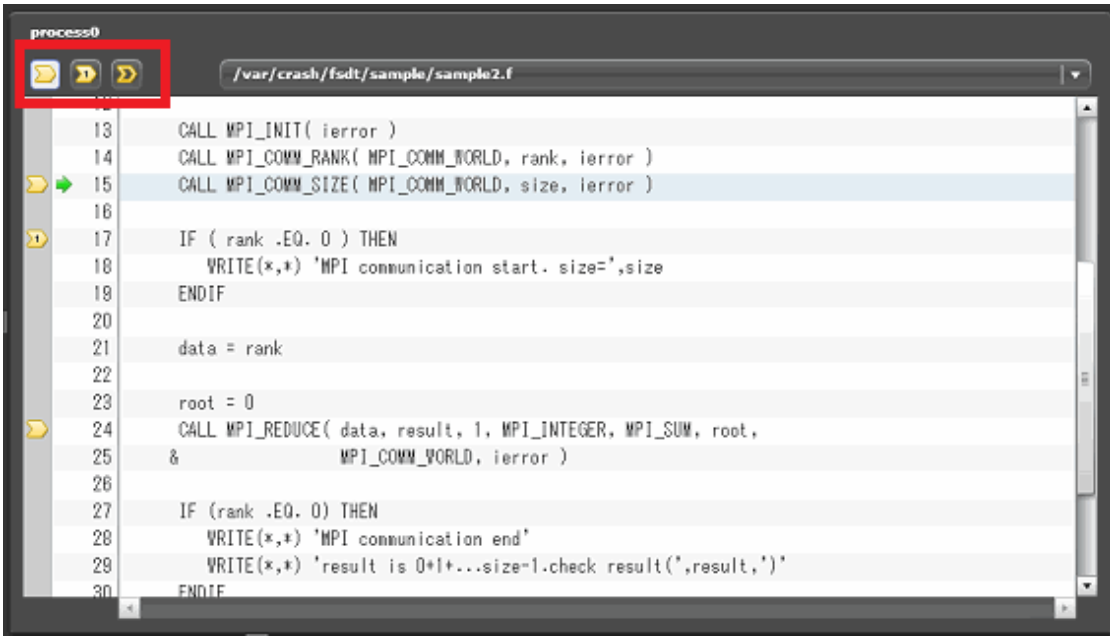 process0
1 /var/crash/fsdt/sample/sample2.f
12
13 CALL MPI_INIT( ierror )
14 CALL MPI_COMM_RANK( MPI_COMM_WORLD, rank, ierror )
15 CALL MPI_COMM_SIZE( MPI_COMM_WORLD, size, ierror )
16
1 17 IF ( rank .EQ. 0 ) THEN
18 WRITE(*,*) 'MPI communication start. size=',size
19 ENDIF
20
21 data = rank
22
23 root = 0
24 CALL MPI_REDUCE( data, result, 1, MPI_INTEGER, MPI_SUM, root,
25 & MPI_COMM_WORLD, ierror )
26
27 IF (rank .EQ. 0) THEN
28 WRITE(*,*) 'MPI communication end'
29 WRITE(*,*) 'result is 0+1+...size-1.check result(',result,')'
30 ENDIF